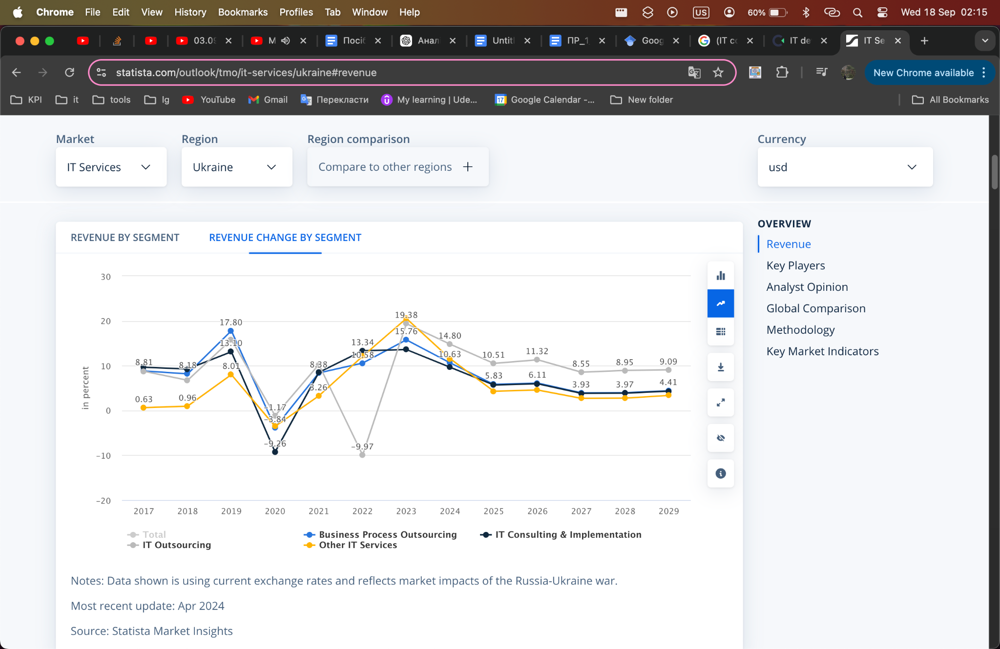 Chrome File Edit View History Bookmarks Profiles Tab Window Help US 60% Wed 18 Sep 02:15
03.09 M Посіб Анал Untitl ПР_1 Goog (IT co IT de IT Se
statista.com/outlook/tmo/it-services/ukraine#revenue New Chrome available
KPI it tools lg YouTube Gmail Перекласти My learning | Ude... 17 Google Calendar -... New folder All Bookmarks
Market Region Region comparison Currency
IT Services Ukraine Compare to other regions + usd
OVERVIEW
Revenue
Key Players
Analyst Opinion
Global Comparison
Methodology
Key Market Indicators
REVENUE BY SEGMENT REVENUE CHANGE BY SEGMENT
in percent
30
20
10
0
-10
-20
8.81 8.18 17.80 -3.84 8.38 10.58 15.76 10.63 5.83 6.11 3.93 3.97 4.41
13.10 -9.26 13.34
-1.17 -9.97 19.38 14.80 10.51 11.32 8.55 8.95 9.09
0.63 0.96 8.01 3.26
2017 2018 2019 2020 2021 2022 2023 2024 2025 2026 2027 2028 2029
Total Business Process Outsourcing IT Consulting & Implementation
IT Outsourcing Other IT Services
Notes: Data shown is using current exchange rates and reflects market impacts of the Russia-Ukraine war.
Most recent update: Apr 2024
Source: Statista Market Insights